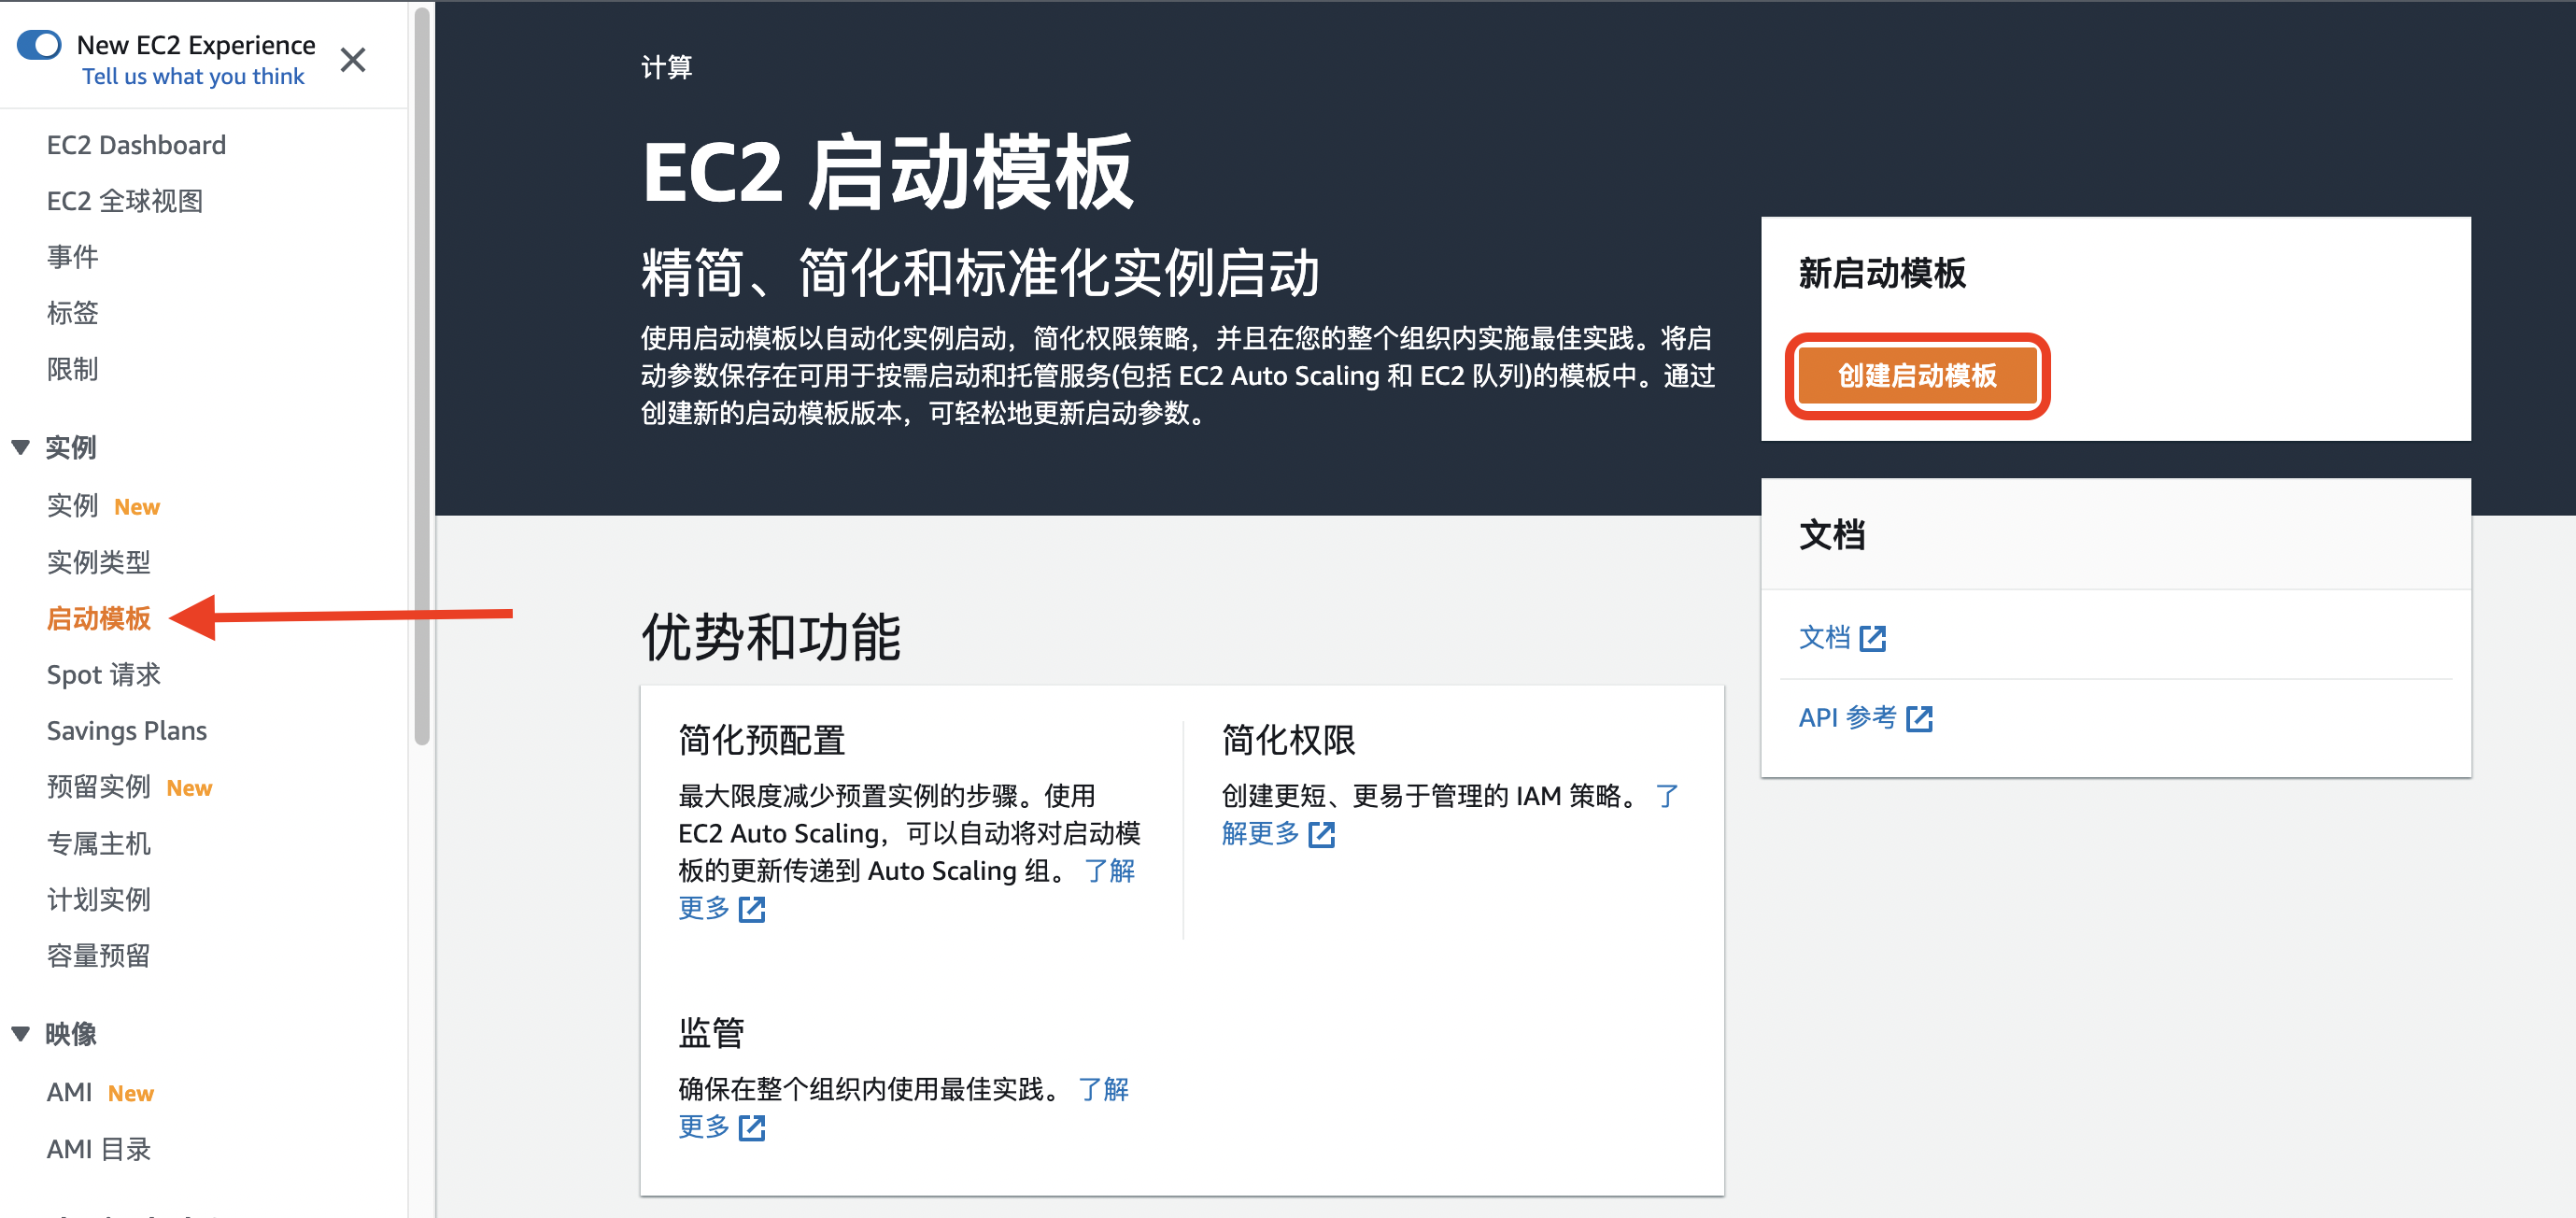 New EC2 Experience
Tell us what you think
EC2 Dashboard
EC2 全球视图
事件
标签
限制
实例
实例 New
实例类型
启动模板
Spot 请求
Savings Plans
预留实例 New
专属主机
计划实例
容量预留
映像
AMI New
AMI 目录
计算
EC2 启动模板
精简、简化和标准化实例启动
使用启动模板以自动化实例启动，简化权限策略，并且在您的整个组织内实施最佳实践。将启
动参数保存在可用于按需启动和托管服务(包括 EC2 Auto Scaling 和 EC2 队列)的模板中。通过
创建新的启动模板版本，可轻松地更新启动参数。
新启动模板
创建启动模板
文档
文档
API 参考
优势和功能
简化预配置
最大限度减少预置实例的步骤。使用
EC2 Auto Scaling，可以自动将对启动模
板的更新传递到 Auto Scaling 组。 了解
更多
简化权限
创建更短、更易于管理的 IAM 策略。 了
解更多
监管
确保在整个组织内使用最佳实践。 了解
更多